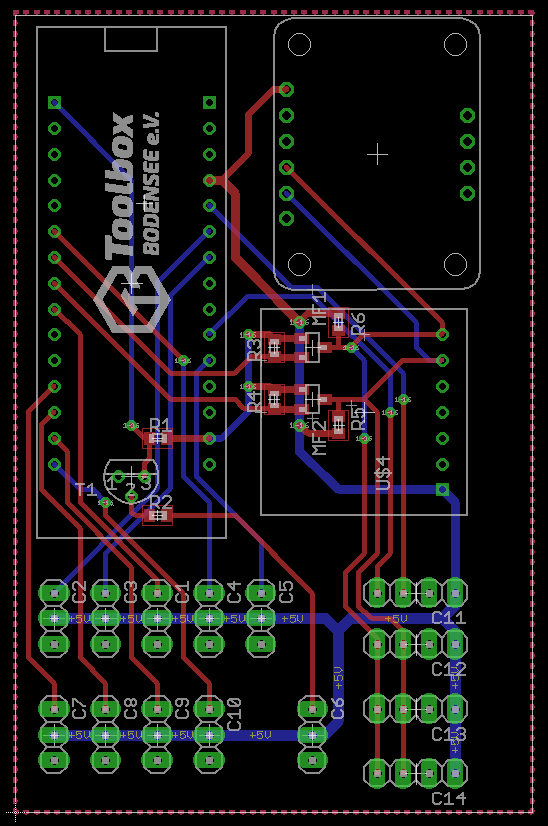 Toolbox
BODENSEE e.V.
MF1
R6
R3
R4
R5
MF2
U$4
R1
T1
1
2
3
R2
C2
C3
C1
C4
C5
+5V
+5V
+5V
+5V
+5V
+5V
C11
C12
+5V
+5V
C7
C8
C9
C10
C6
+5V
+5V
+5V
+5V
C13
+5V
C14
1-16
1-16
1-16
1-16
1-16
1-16
1-16
1-16
1-16
1-16
1-16
1-16